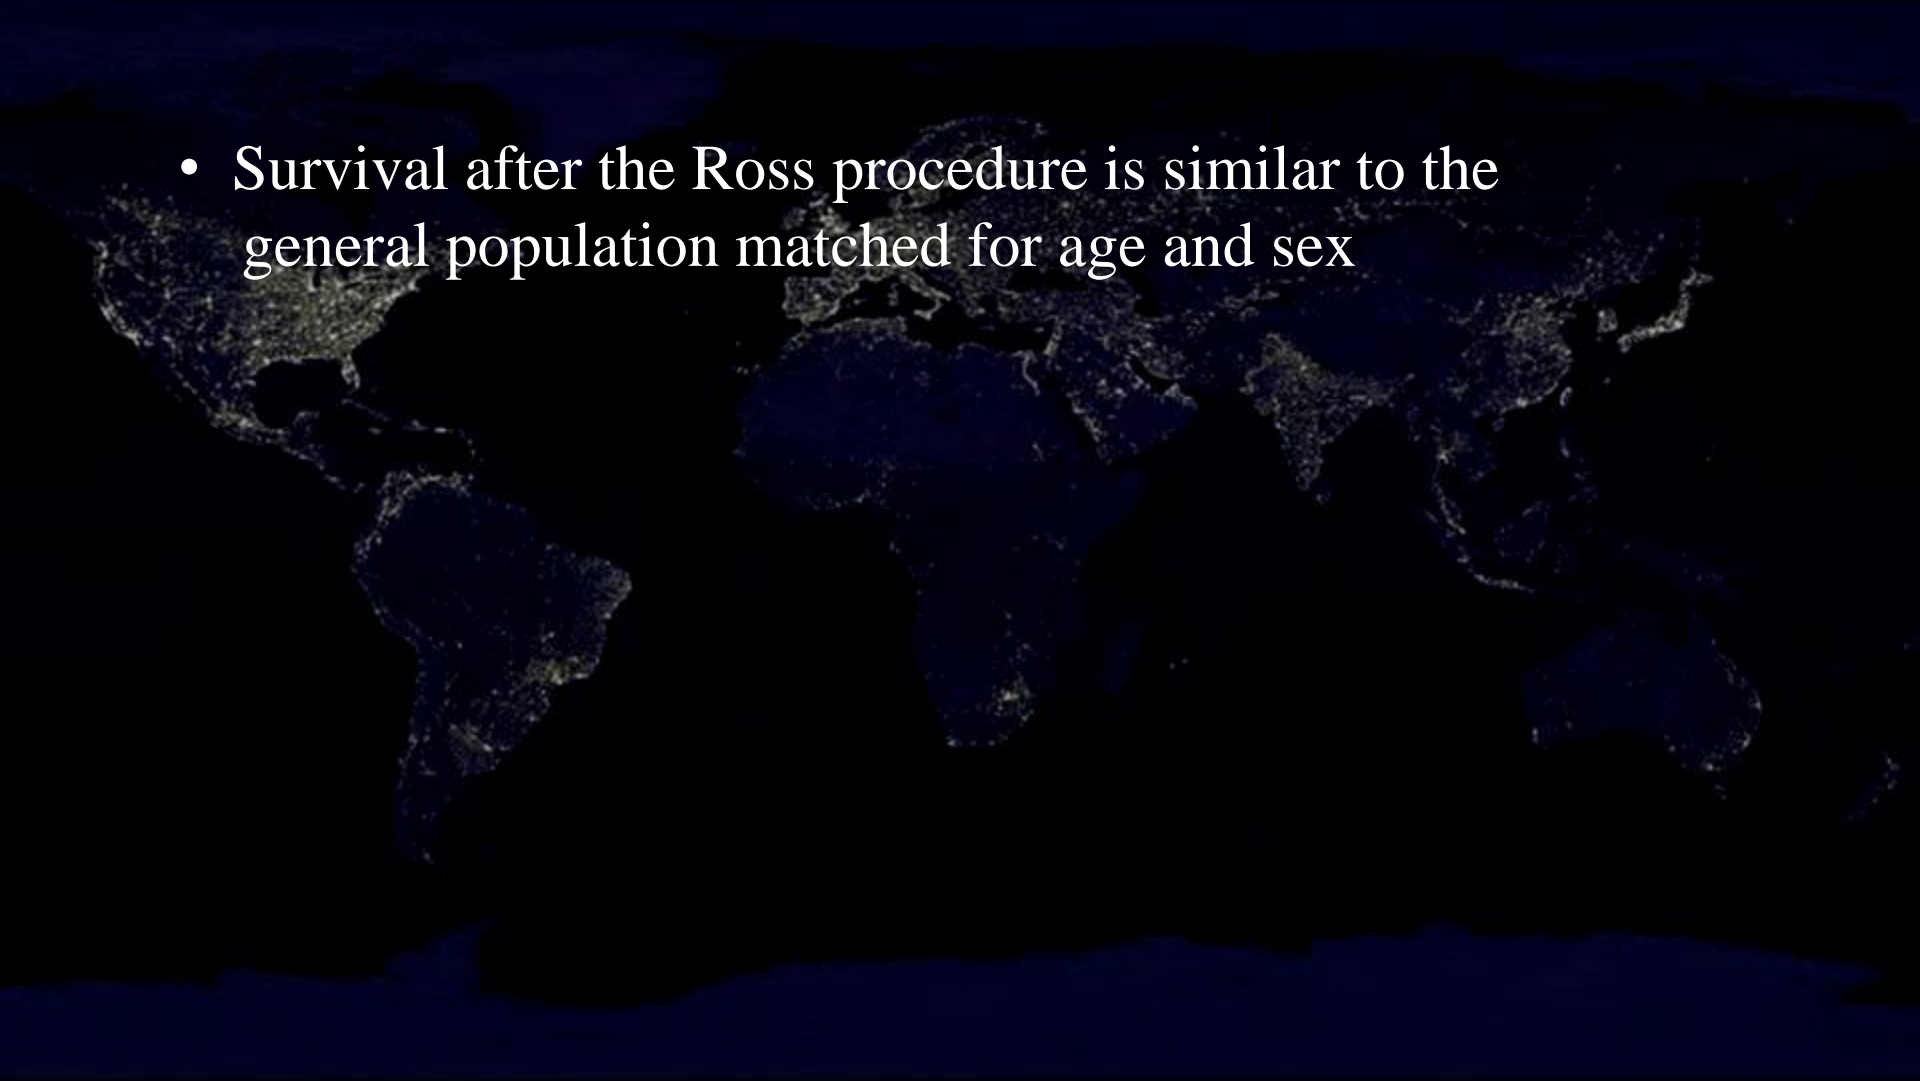 • Survival after the Ross procedure is similar to the
general population matched for age and sex